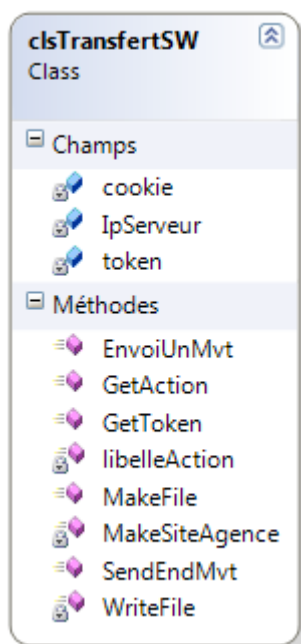 clsTransfertSW
Class
Champs
cookie
IpServeur
token
Méthodes
EnvoiUnMvt
GetAction
GetToken
libelleAction
MakeFile
MakeSiteAgence
SendEndMvt
WriteFile